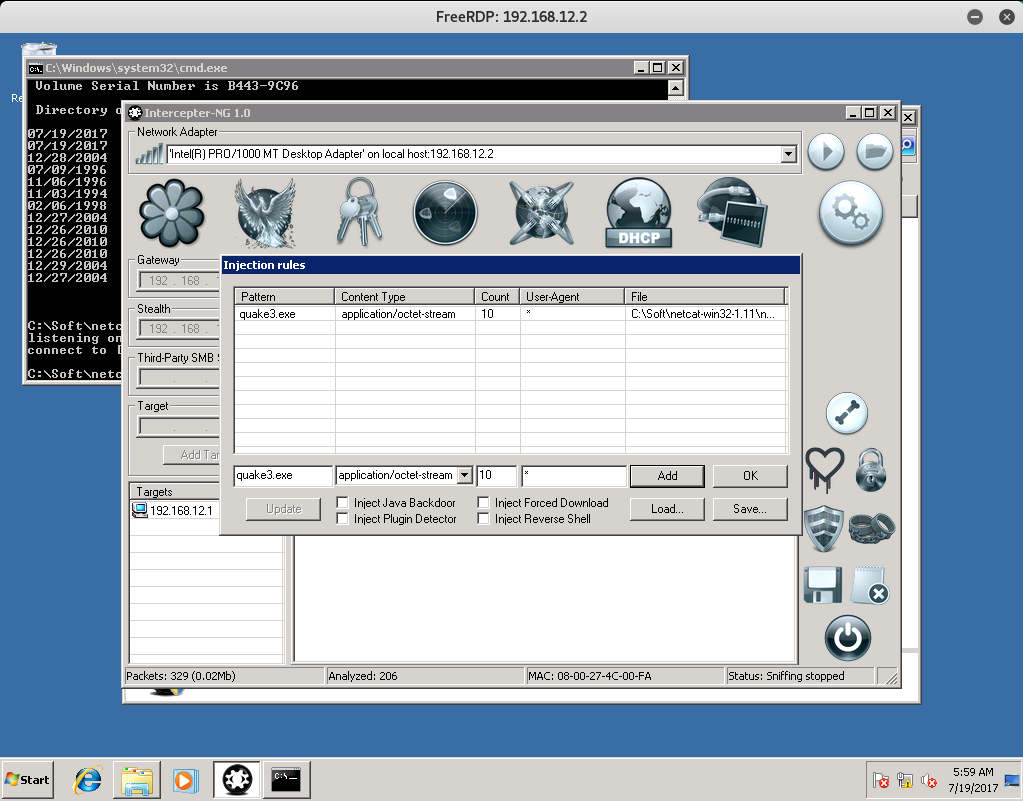 FreeRDP: 192.168.12.2
C:\Windows\system32\cmd.exe
Volume Serial Number is B443-9C96
Directory
07/19/2017
07/19/2017
12/28/2004
07/09/1996
11/06/1996
11/03/1994
02/06/1998
12/27/2004
12/26/2010
12/26/2010
12/26/2010
12/29/2004
12/27/2004
C:\Soft\netc
listening on
connect to
C:\Soft\netc
Intercepter-NG 1.0
Network Adapter
'Intel(R) PRO/1000 MT Desktop Adapter' on local host:192.168.12.2
DHCP
Gateway
192 . 168 .
Stealth
192 . 168 .
Third-Party SMB
Target
Add Tar
Targets
192.168.12.1
Injection rules
Pattern Content Type Count User-Agent File
quake3.exe application/octet-stream 10 * C:\Soft\netcat-win32-1.11\n...
quake3.exe application/octet-stream 10 * Add OK
Update Inject Java Backdoor Inject Forced Download Load... Save...
Inject Plugin Detector Inject Reverse Shell
Packets: 329 (0.02Mb) Analyzed: 206 MAC: 08-00-27-4C-00-FA Status: Sniffing stopped
Start
5:59 AM
7/19/2017